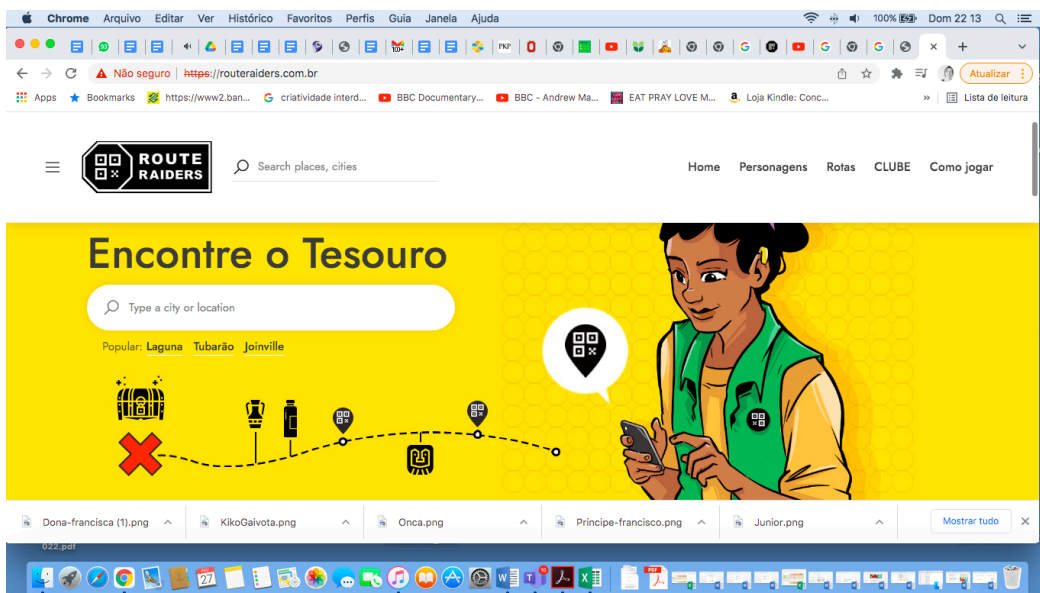 Chrome Arquivo Editar Ver Histórico Favoritos Perfis Guia Janela Ajuda 100% Dom 22 13
Não seguro https://routeraiders.com.br Atualizar
Apps Bookmarks https://www2.ban... criatividade interd... BBC Documentary... BBC - Andrew Ma... EAT PRAY LOVE M... Loja Kindle: Conc... » Lista de leitura
ROUTE
RAIDERS
Search places, cities
Home Personagens Rotas CLUBE Como jogar
Encontre o Tesouro
Type a city or location
Popular: Laguna Tubarão Joinville
Dona-francisca (1).png KikoGaivota.png Onca.png Principe-francisco.png Junior.png Mostrar tudo
022.pdf